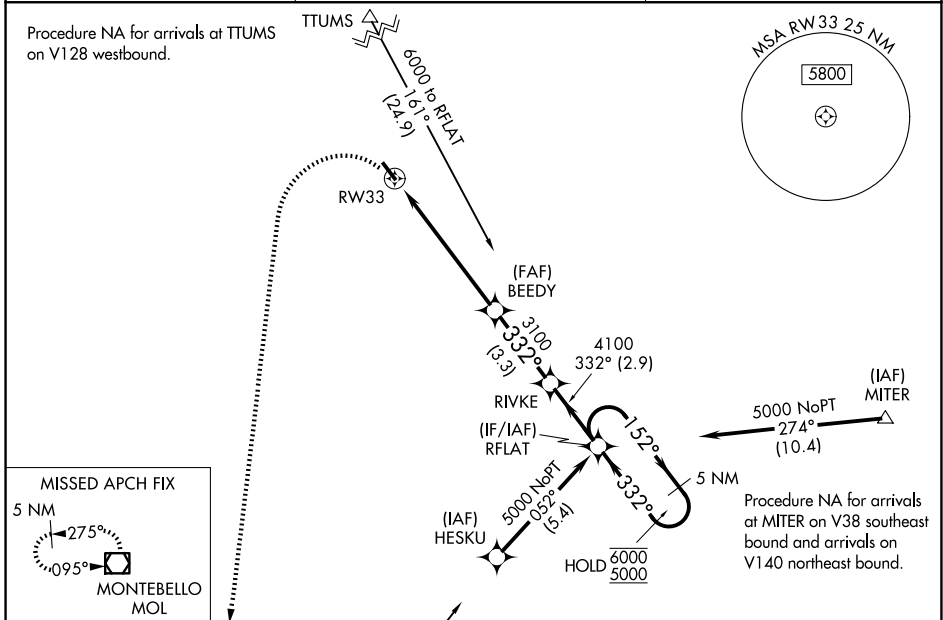 Procedure NA for arrivals at TTUMS
on V128 westbound.
TTUMS
6000 to RFLAT
161°
(24.9)
MSA RW33 25 NM
5800
RW33
(FAF)
BEEDY
3100
332°
(3.3)
4100
332° (2.9)
RIVKE
(IF/IAF)
RFLAT
152°
332°
5 NM
(IAF)
MITER
5000 NoPT
274°
(10.4)
5000 NoPT
052°
(5.4)
(IAF)
HESKU
HOLD 6000
5000
Procedure NA for arrivals
at MITER on V38 southeast
bound and arrivals on
V140 northeast bound.
MISSED APCH FIX
5 NM
275°
095°
MONTEBELLO
MOL